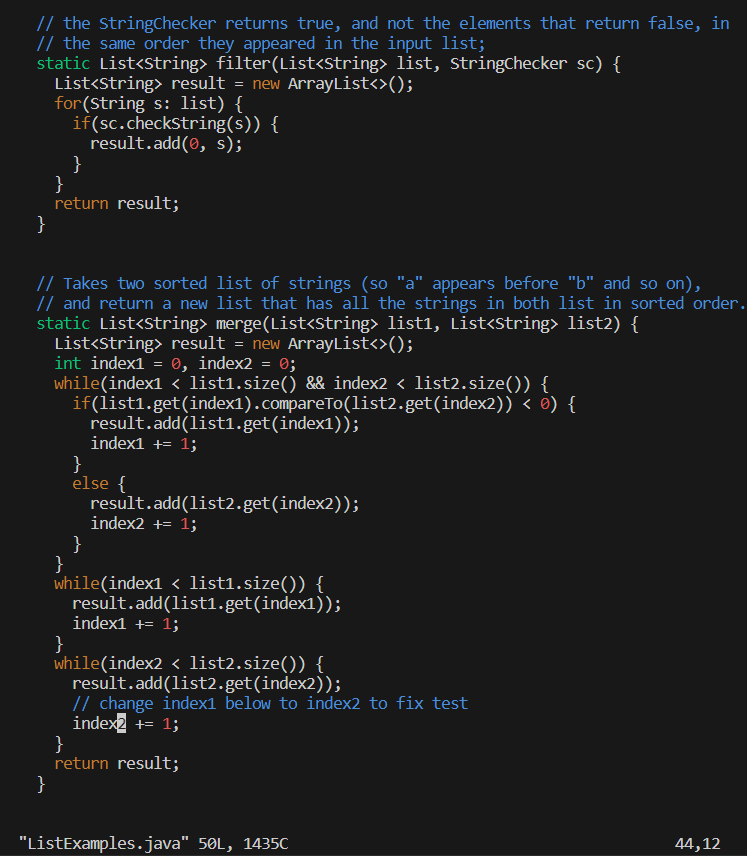 // the StringChecker returns true, and not the elements that return false, in
// the same order they appeared in the input list;
static List<String> filter(List<String> list, StringChecker sc) {
  List<String> result = new ArrayList<>();
  for(String s: list) {
    if(sc.checkString(s)) {
      result.add(0, s);
    }
  }
  return result;
}
// Takes two sorted list of strings (so "a" appears before "b" and so on),
// and return a new list that has all the strings in both list in sorted order.
static List<String> merge(List<String> list1, List<String> list2) {
  List<String> result = new ArrayList<>();
  int index1 = 0, index2 = 0;
  while(index1 < list1.size() && index2 < list2.size()) {
    if(list1.get(index1).compareTo(list2.get(index2)) < 0) {
      result.add(list1.get(index1));
      index1 += 1;
    }
    else {
      result.add(list2.get(index2));
      index2 += 1;
    }
  }
  while(index1 < list1.size()) {
    result.add(list1.get(index1));
    index1 += 1;
  }
  while(index2 < list2.size()) {
    result.add(list2.get(index2));
    // change index1 below to index2 to fix test
    index2 += 1;
  }
  return result;
}
"ListExamples.java" 50L, 1435C 44,12